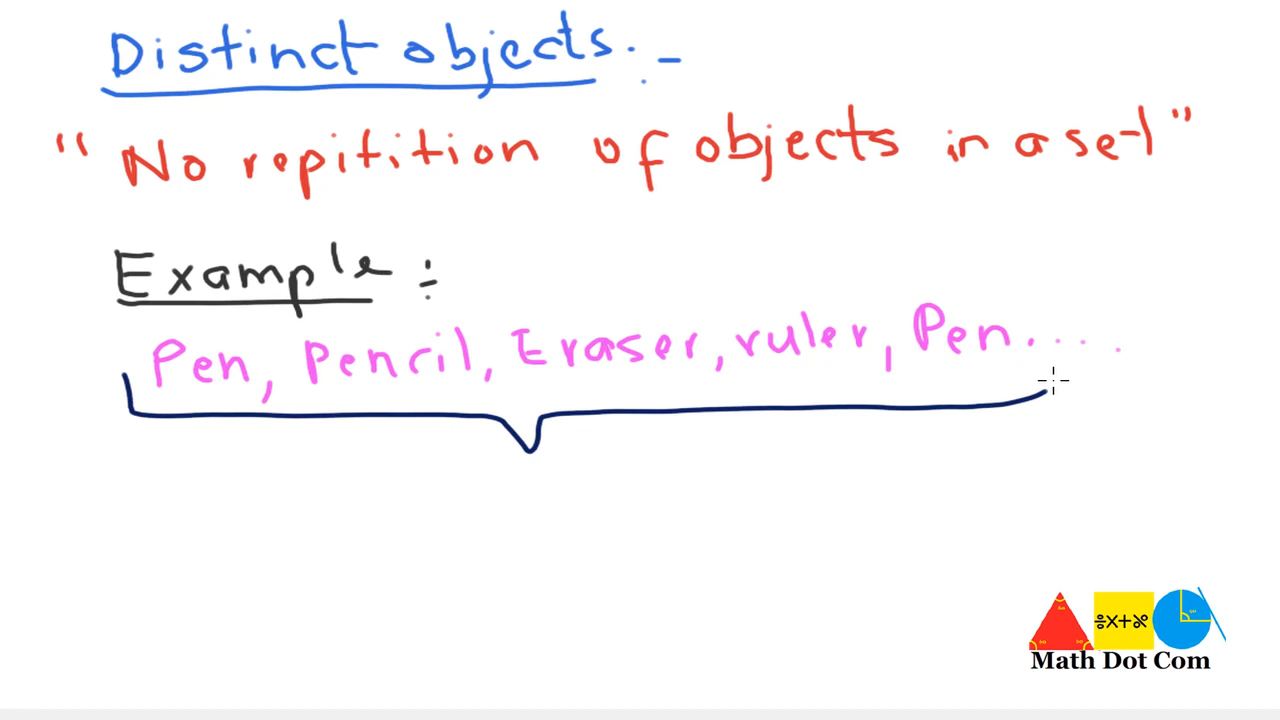 Distinct objects :-
"No repitition of objects in a set"
Example ÷
Pen, Pencil, Eraser, ruler, Pen.....
÷×+%
Math Dot Com